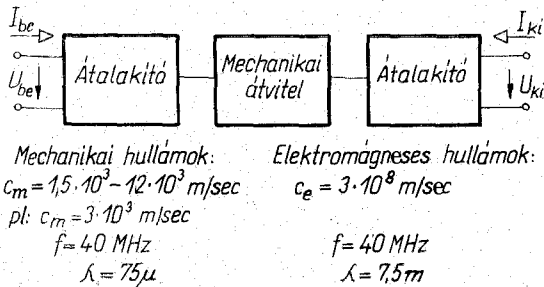 I_be
U_be
Átalakító
Mechanikai
átvitel
Átalakító
I_ki
U_ki
Mechanikai hullámok:
c_m = 1,5·10³ – 12·10³ m/sec
pl: c_m = 3·10³ m/sec
f = 40 MHz
λ = 75μ
Elektromágneses hullámok:
c_e = 3·10⁸ m/sec
f = 40 MHz
λ = 7,5m